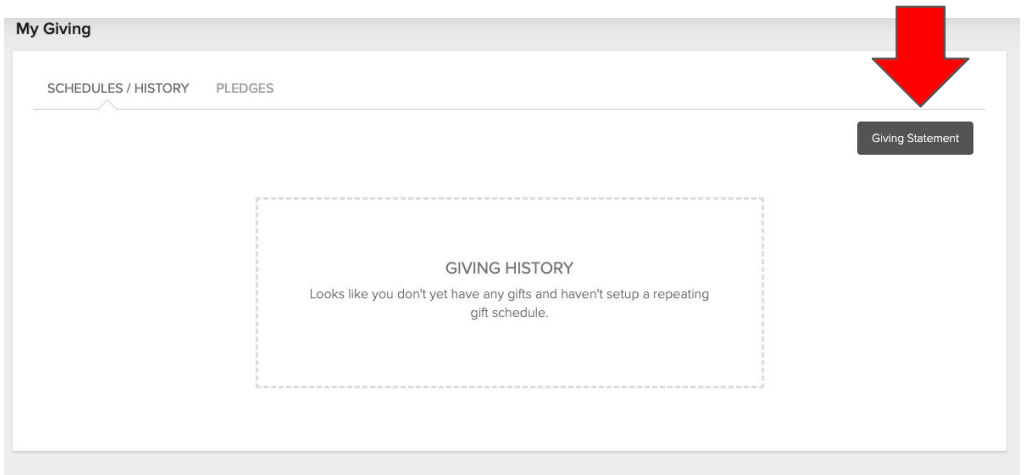 My Giving
SCHEDULES / HISTORY PLEDGES
Giving Statement
GIVING HISTORY
Looks like you don't yet have any gifts and haven't setup a repeating
gift schedule.